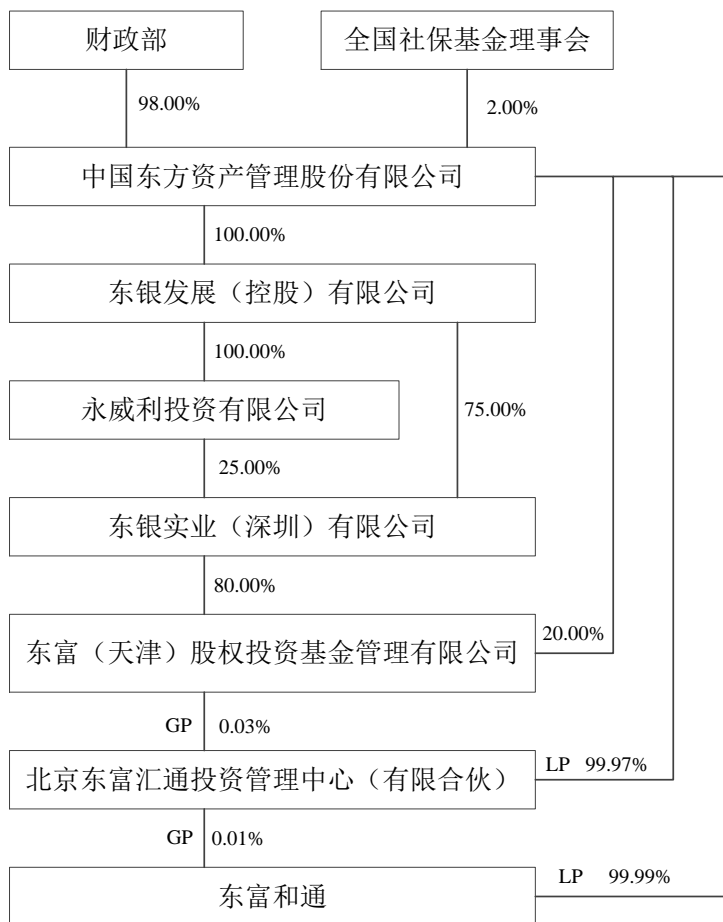 财政部
全国社保基金理事会
98.00%
2.00%
中国东方资产管理股份有限公司
100.00%
东银发展（控股）有限公司
100.00%
75.00%
永威利投资有限公司
25.00%
东银实业（深圳）有限公司
80.00%
20.00%
东富（天津）股权投资基金管理有限公司
GP 0.03%
北京东富汇通投资管理中心（有限合伙）
LP 99.97%
GP 0.01%
东富和通
LP 99.99%